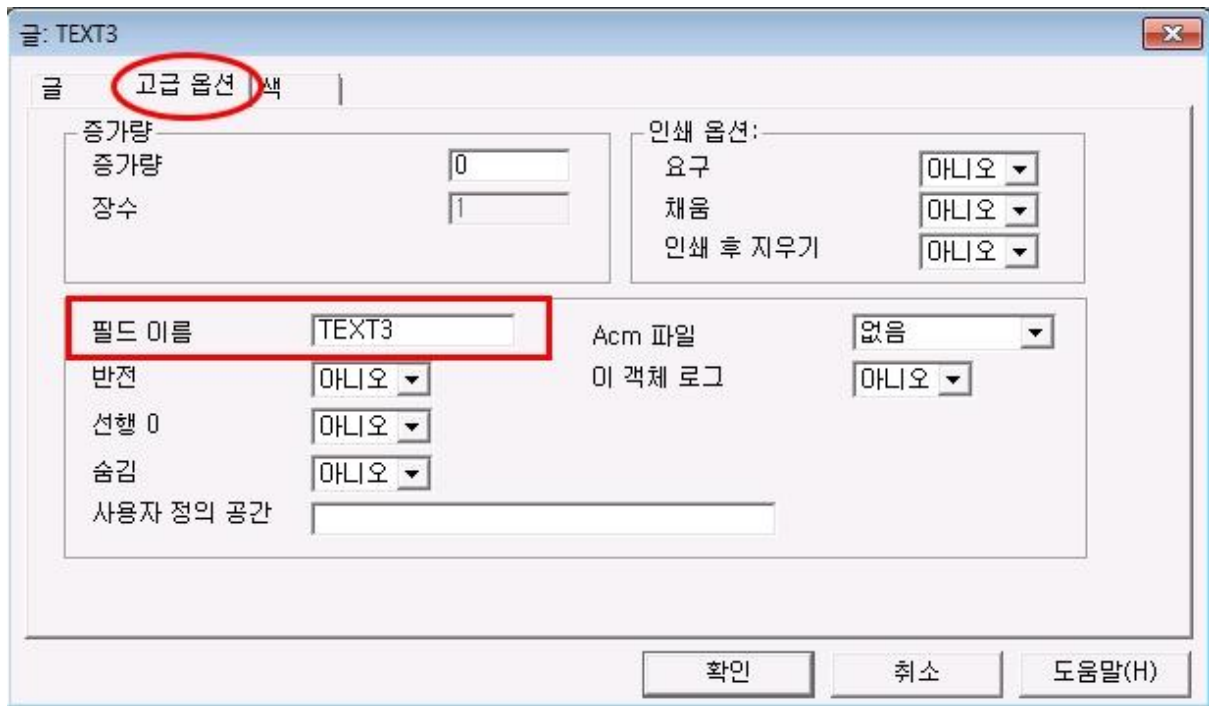 글: TEXT3
글 고급 옵션 색
증가량
증가량 0
장수 1
인쇄 옵션:
요구 아니오
채움 아니오
인쇄 후 지우기 아니오
필드 이름 TEXT3
반전 아니오
선행 0 아니오
숨김 아니오
사용자 정의 공간
Acm 파일 없음
이 객체 로그 아니오
확인 취소 도움말(H)